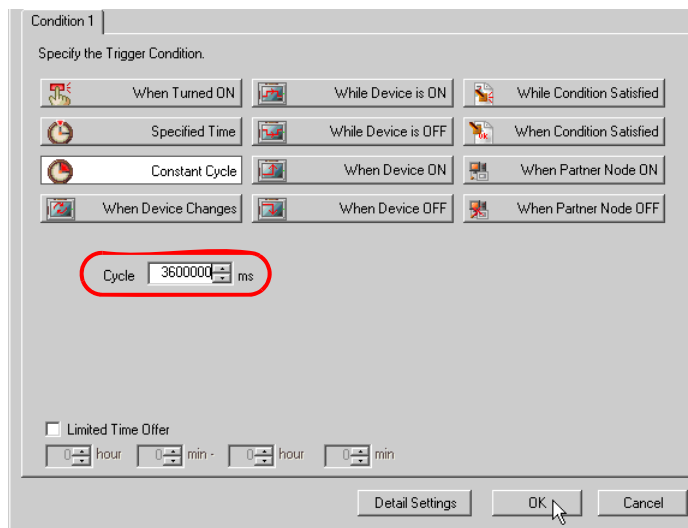 Condition 1
Specify the Trigger Condition.
When Turned ON While Device is ON While Condition Satisfied
Specified Time While Device is OFF When Condition Satisfied
Constant Cycle When Device ON When Partner Node ON
When Device Changes When Device OFF When Partner Node OFF
Cycle 3600000 ms
Limited Time Offer
0 hour 0 min - 0 hour 0 min
Detail Settings OK Cancel